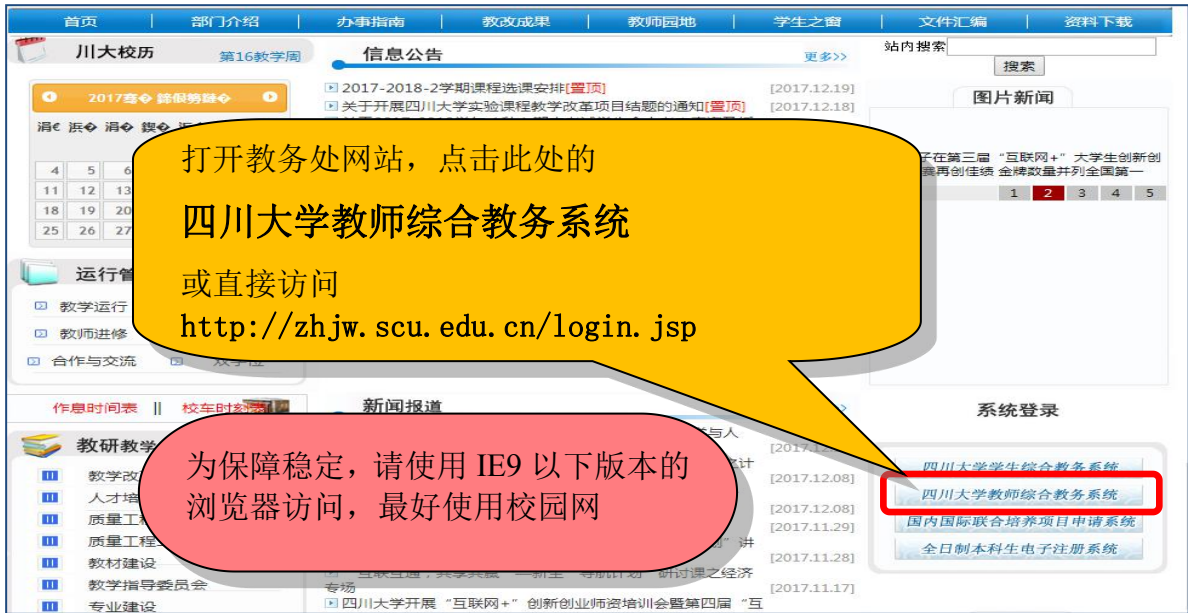 首页 部门介绍 办事指南 教改成果 教师园地 学生之窗 文件汇编 资料下载
川大校历 第16教学周
信息公告 更多>>
站内搜索
搜索
2017-2018-2学期课程选课安排[置顶] [2017.12.19]
关于开展四川大学实验课程教学改革项目结题的通知[置顶] [2017.12.18]
图片新闻
子在第三届“互联网+”大学生创新创
赛再创佳绩 金牌数量并列全国第一
1 2 3 4 5
4 5 6
11 12 13
18 19 20
25 26 27
打开教务处网站，点击此处的
四川大学教师综合教务系统
或直接访问
http://zhjw.scu.edu.cn/login.jsp
运行管
教学运行
教师进修
合作与交流
作息时间表 || 校车时刻表
新闻报道
系统登录
教研教学
教学改
人才培
质量工程
质量工程
教材建设
教学指导委员会
专业建设
为保障稳定，请使用 IE9 以下版本的
浏览器访问，最好使用校园网
与人
计
[2017.12.08]
[2017.12.08]
[2017.11.29]
讲
[2017.11.28]
研讨课之经济
专场
[2017.11.17]
四川大学开展“互联网+”创新创业师资培训会暨第四届“互
四川大学学生综合教务系统
四川大学教师综合教务系统
国内国际联合培养项目申请系统
全日制本科生电子注册系统